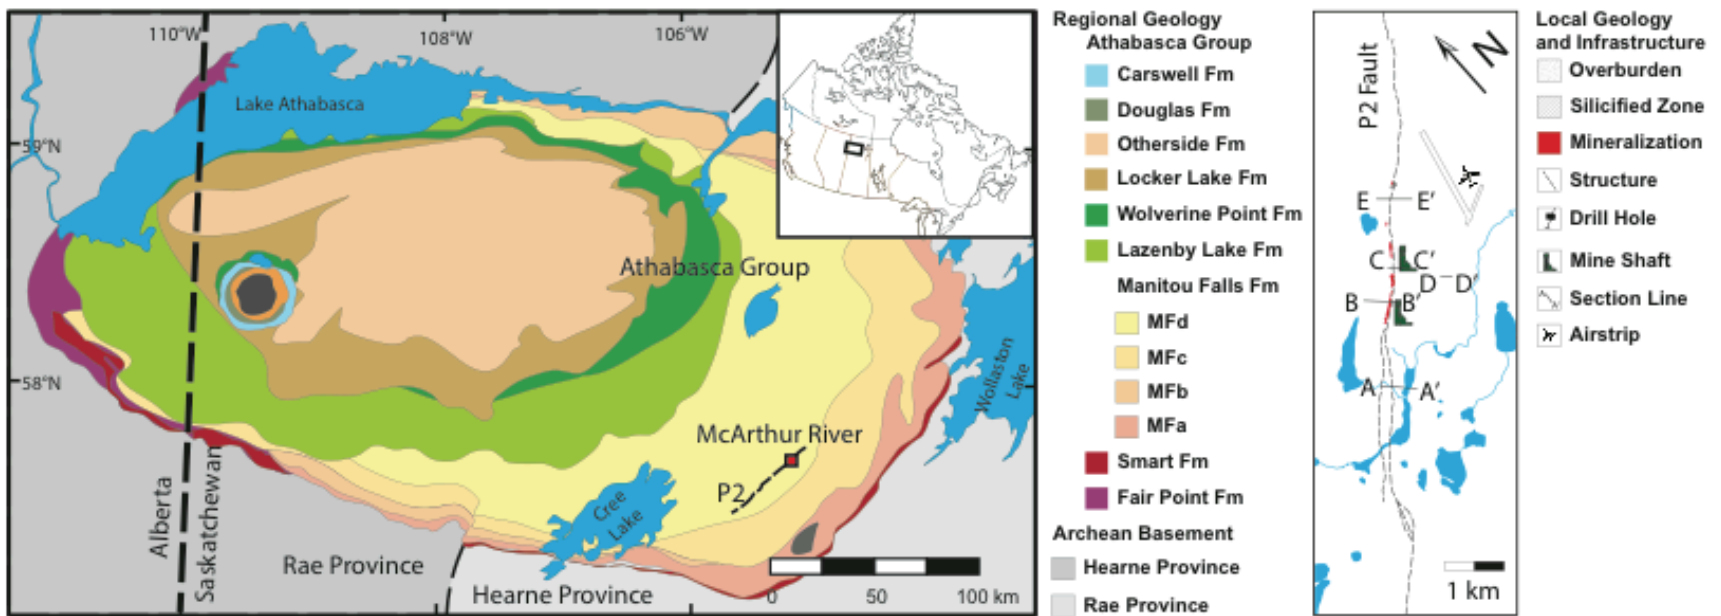 110°W
108°W
106°W
59°N
58°N
Lake Athabasca
Athabasca Group
McArthur River
P2
Cree
Lake
Wollaston
Lake
Alberta
Saskatchewan
Rae Province
Hearne Province
0
50
100 km
Regional Geology
Athabasca Group
Carswell Fm
Douglas Fm
Otherside Fm
Locker Lake Fm
Wolverine Point Fm
Lazenby Lake Fm
Manitou Falls Fm
MFd
MFc
MFb
MFa
Smart Fm
Fair Point Fm
Archean Basement
Hearne Province
Rae Province
N
P2 Fault
E E'
C C'
D D'
B B'
A A'
1 km
Local Geology
and Infrastructure
Overburden
Silicified Zone
Mineralization
Structure
Drill Hole
Mine Shaft
Section Line
Airstrip